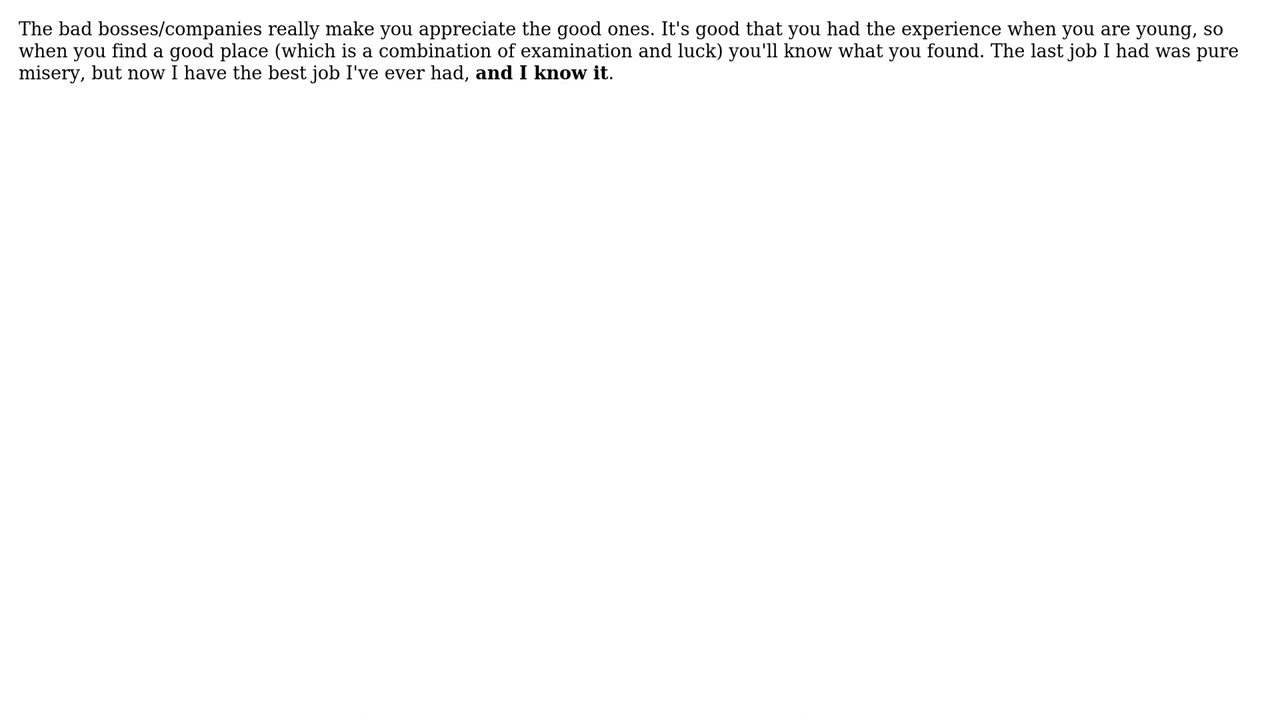 The bad bosses/companies really make you appreciate the good ones. It's good that you had the experience when you are young, so
when you find a good place (which is a combination of examination and luck) you'll know what you found. The last job I had was pure
misery, but now I have the best job I've ever had, and I know it.